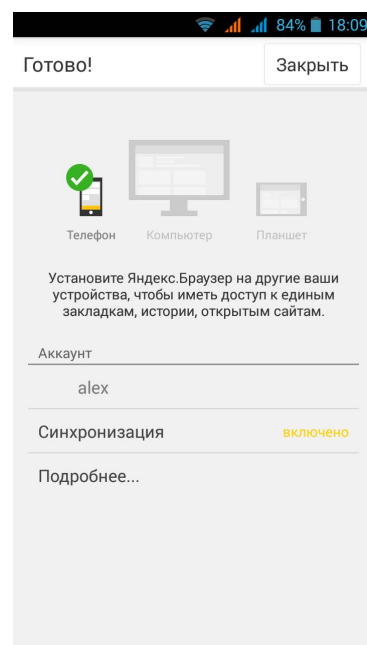 84% 18:09
Готово! Закрыть
Телефон Компьютер Планшет
Установите Яндекс.Браузер на другие ваши
устройства, чтобы иметь доступ к единым
закладкам, истории, открытым сайтам.
Аккаунт
alex
Синхронизация включено
Подробнее...